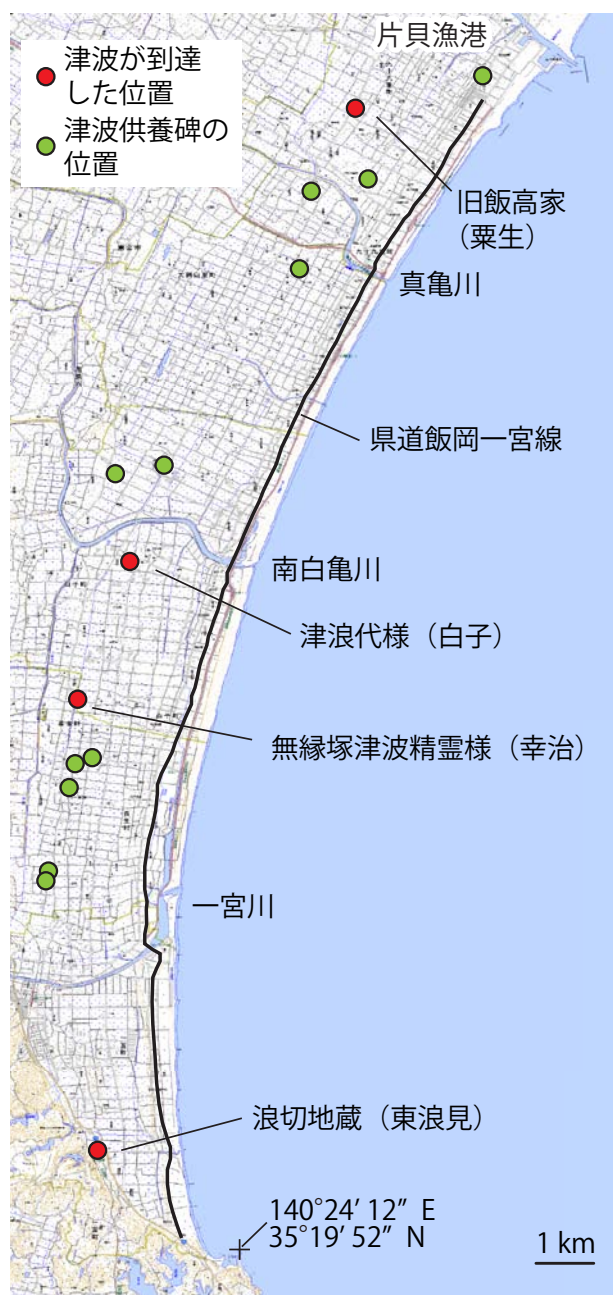 片貝漁港
津波が到達
した位置
津波供養碑の
位置
旧飯高家
（粟生）
真亀川
県道飯岡一宮線
南白亀川
津浪代様（白子）
無縁塚津波精霊様（幸治）
一宮川
浪切地蔵（東浪見）
140°24′12″ E
35°19′52″ N
1 km